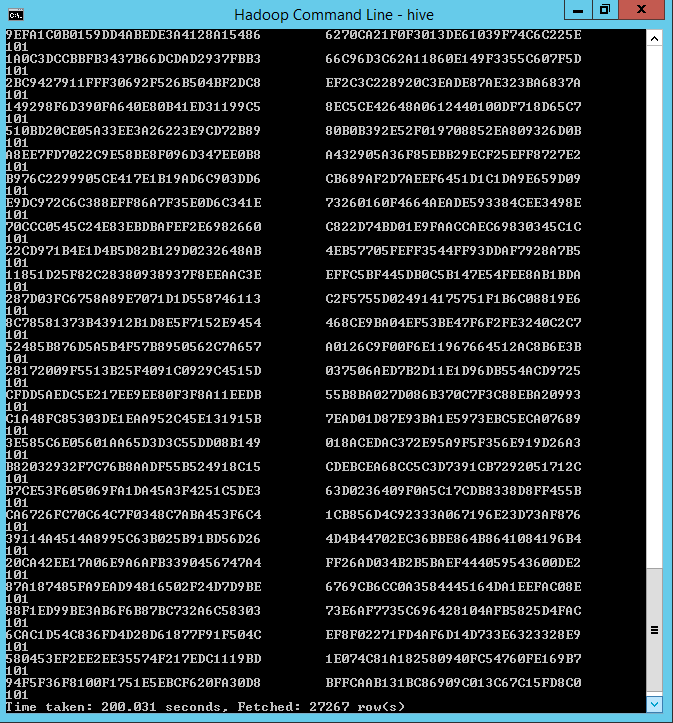 Hadoop Command Line - hive
9EFA1C0B0159DD4ABEDE3A4128A15486 6270CA21F0F3013DE61039F74C6C225E
101
1A0C3DCCBBFB3437B66DCDAD2937FBB3 66C96D3C62A11860E149F3355C607F5D
101
2BC9427911FFF30692F526B504BF2DC8 EF2C3C228920C3EADE87AE323BA6837A
101
149298F6D390FA640E80B41ED31199C5 8EC5CE42648A0612440100DF718D65C7
101
510BD20CE05A33EE3A26223E9CD72B89 80B0B392E52F019708852EA809326D0B
101
A8EE7FD7022C9E58BE8F096D347EE0B8 A432905A36F85EBB29ECF25EFF8727E2
101
B976C2299905CE417E1B19AD6C903DD6 CB689AF2D7AEEF6451D1C1DA9E659D09
101
E9DC972C6C388EFF86A7F35E0D6C341E 73260160F4664AEADE593384CEE3498E
101
70CCC0545C24E83EBDBAFEF2E6982660 C822D74BD01E9FAACCAEC69830345C1C
101
22CD971B4E1D4B5D82B129D0232648AB 4EB57705FEFF3544FF93DDAF7928A7B5
101
11851D25F82C28380938937F8EEAAC3E EFFC5BF445DB0C5B147E54FEE8AB1BDA
101
287D03FC6758A89E7071D1D558746113 C2F5755D024914175751F1B6C08819E6
101
8C78581373B43912B1D8E5F7152E9454 468CE9BA04EF53BE47F6F2FE3240C2C7
101
52485B876D5A5B4F57B8950562C7A657 A0126C9F00F6E11967664512AC8B6E3B
101
28172009F5513B25F4091C0929C4515D 037506AED7B2D11E1D96DB554ACD9725
101
CFDD5AEDC5E217EE9EE80F3F8A11EEDB 55B8BA027D086B370C7F3C88EBA20993
101
C1A48FC85303DE1EAA952C45E131915B 7EAD01D87E93BA1E5973EBC5ECA07689
101
3E585C6E05601AA65D3D3C55DD08B149 018ACEDAC372E95A9F5F356E919D26A3
101
B82032932F7C76B8AADF55B524918C15 CDEBCEA68CC5C3D7391CB7292051712C
101
B7CE53F605069FA1DA45A3F4251C5DE3 63D0236409F0A5C17CDB8338D8FF455B
101
CA6726FC70C64C7F0348C7ABA453F6C4 1CB856D4C92333A067196E23D73AF876
101
39114A4514A8995C63B025B91BD56D26 4D4B44702EC36BBE864B8641084196B4
101
20CA42EE17A06E9A6AFB3390456747A4 FF26AD034B2B5BAEF444059543600DE2
101
87A187485FA9EAD94816502F24D7D9BE 6769CB6CC0A3584445164DA1EEFAC08E
101
88F1ED99BE3AB6F6B87BC732A6C58303 73E6AF7735C696428104AFB5825D4FAC
101
6CAC1D54C836FD4D28D61877F91F504C EF8F02271FD4AF6D14D733E6323328E9
101
580453EF2EE2EE35574F217EDC1119BD 1E074C81A182580940FC54760FE169B7
101
94F5F36F8100F1751E5EBCF620FA30D8 BFFCAAB131BC86909C013C67C15FD8C0
101
Time taken: 200.031 seconds, Fetched: 27267 row(s)